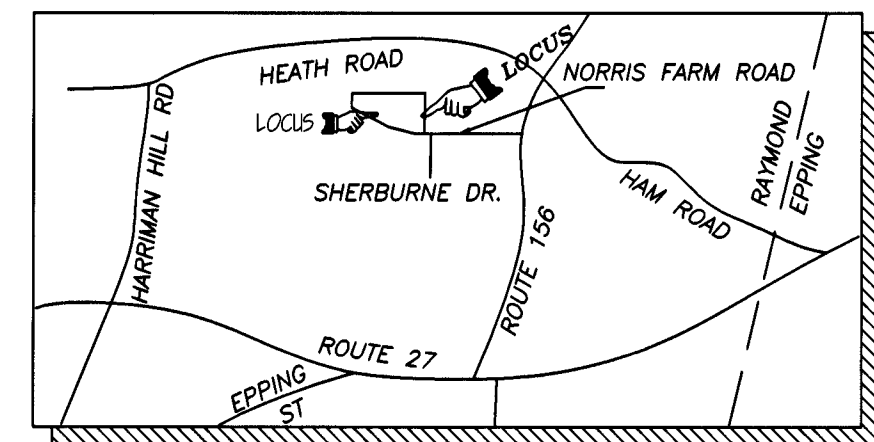 LOCUS
HEATH ROAD
NORRIS FARM ROAD
LOCUS
HARRIMAN HILL RD
SHERBURNE DR.
RAYMOND
EPPING
HAM ROAD
ROUTE 156
ROUTE 27
EPPING
ST